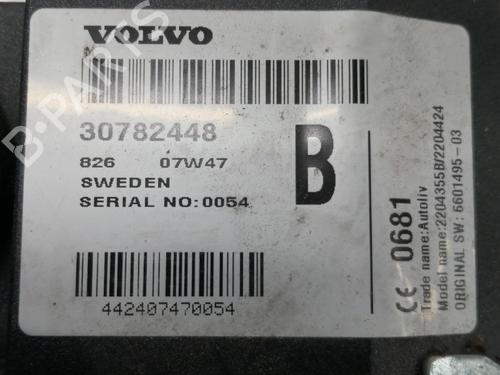 VOLVO
30782448
826 07W47
SWEDEN
SERIAL NO:0054
B
442407470054
CE 0681
Trade name:Autoliv
Model name:2204355B/2204424
ORIGINAL SW: 6601495-03
B-PARTS